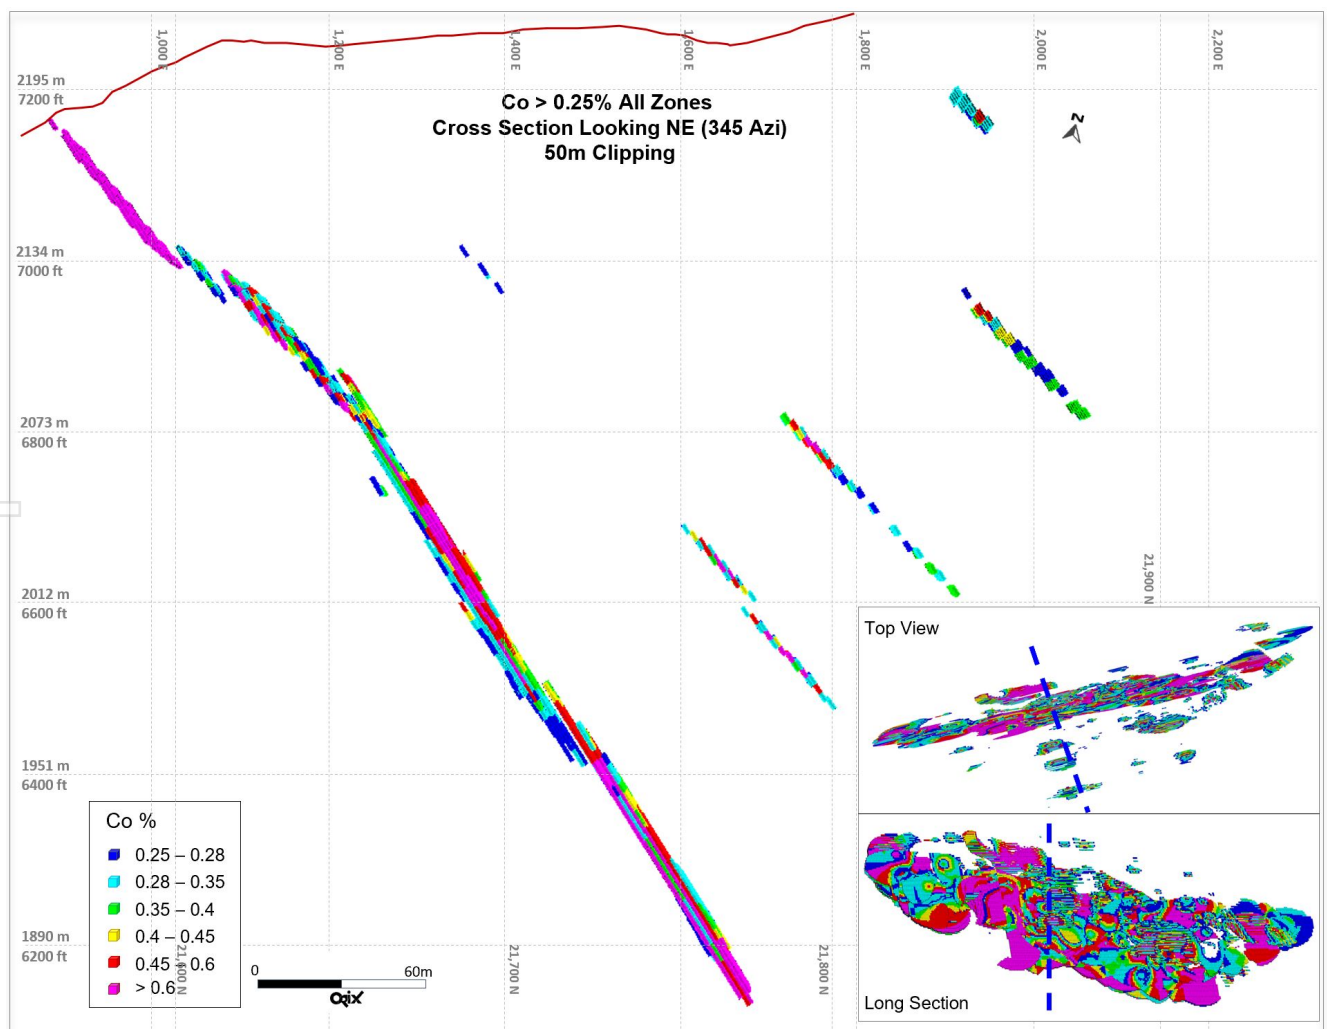 1,000 E
1,200 E
1,400 E
1,600 E
1,800 E
2,000 E
2,200 E
2195 m
7200 ft
Co > 0.25% All Zones
Cross Section Looking NE (345 Azi)
50m Clipping
N
2134 m
7000 ft
2073 m
6800 ft
2012 m
6600 ft
21,900 N
Top View
1951 m
6400 ft
Co %
0.25 – 0.28
0.28 – 0.35
0.35 – 0.4
0.4 – 0.45
0.45 – 0.6
> 0.6
1890 m
6200 ft
21,600 N
21,700 N
21,800 N
0 60m
Orix
Long Section